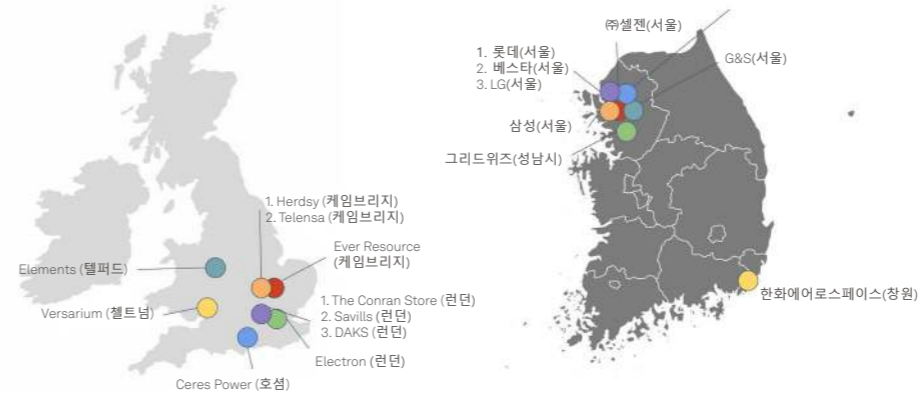 1. Herdsy (케임브리지)
2. Telensa (케임브리지)
Ever Resource
(케임브리지)
Elements (텔퍼드)
Versarium (첼트넘)
1. The Conran Store (런던)
2. Savills (런던)
3. DAKS (런던)
Electron (런던)
Ceres Power (호셤)
㈜셀젠(서울)
1. 롯데(서울)
2. 베스타(서울)
3. LG(서울)
G&S(서울)
삼성(서울)
그리드위즈(성남시)
한화에어로스페이스(창원)